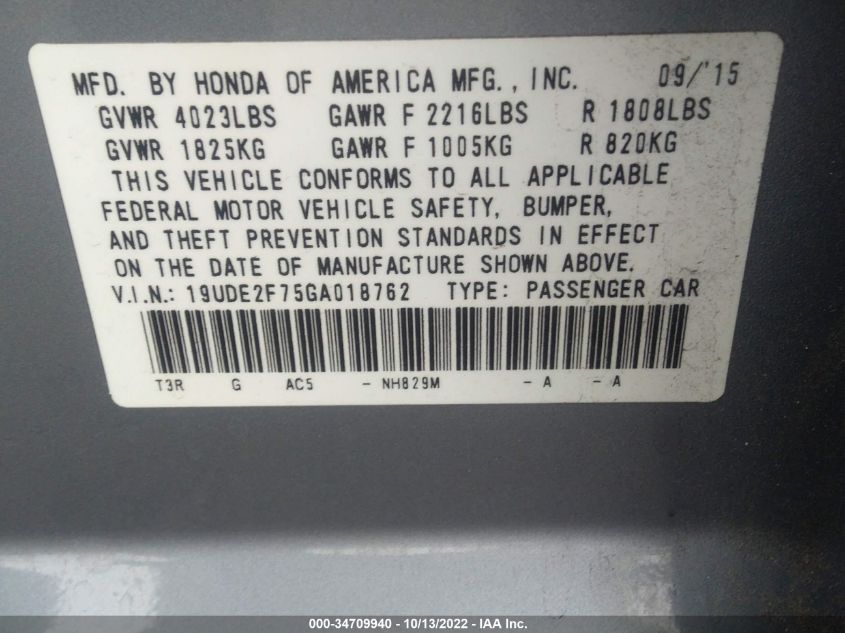 MFD. BY HONDA OF AMERICA MFG., INC. 09/'15
GVWR 4023LBS GAWR F 2216LBS R 1808LBS
GVWR 1825KG GAWR F 1005KG R 820KG
THIS VEHICLE CONFORMS TO ALL APPLICABLE
FEDERAL MOTOR VEHICLE SAFETY, BUMPER,
AND THEFT PREVENTION STANDARDS IN EFFECT
ON THE DATE OF MANUFACTURE SHOWN ABOVE.
V.I.N.: 19UDE2F75GA018762 TYPE: PASSENGER CAR
T3R G AC5 - NH829M - A - A
000-34709940 - 10/13/2022 - IAA Inc.